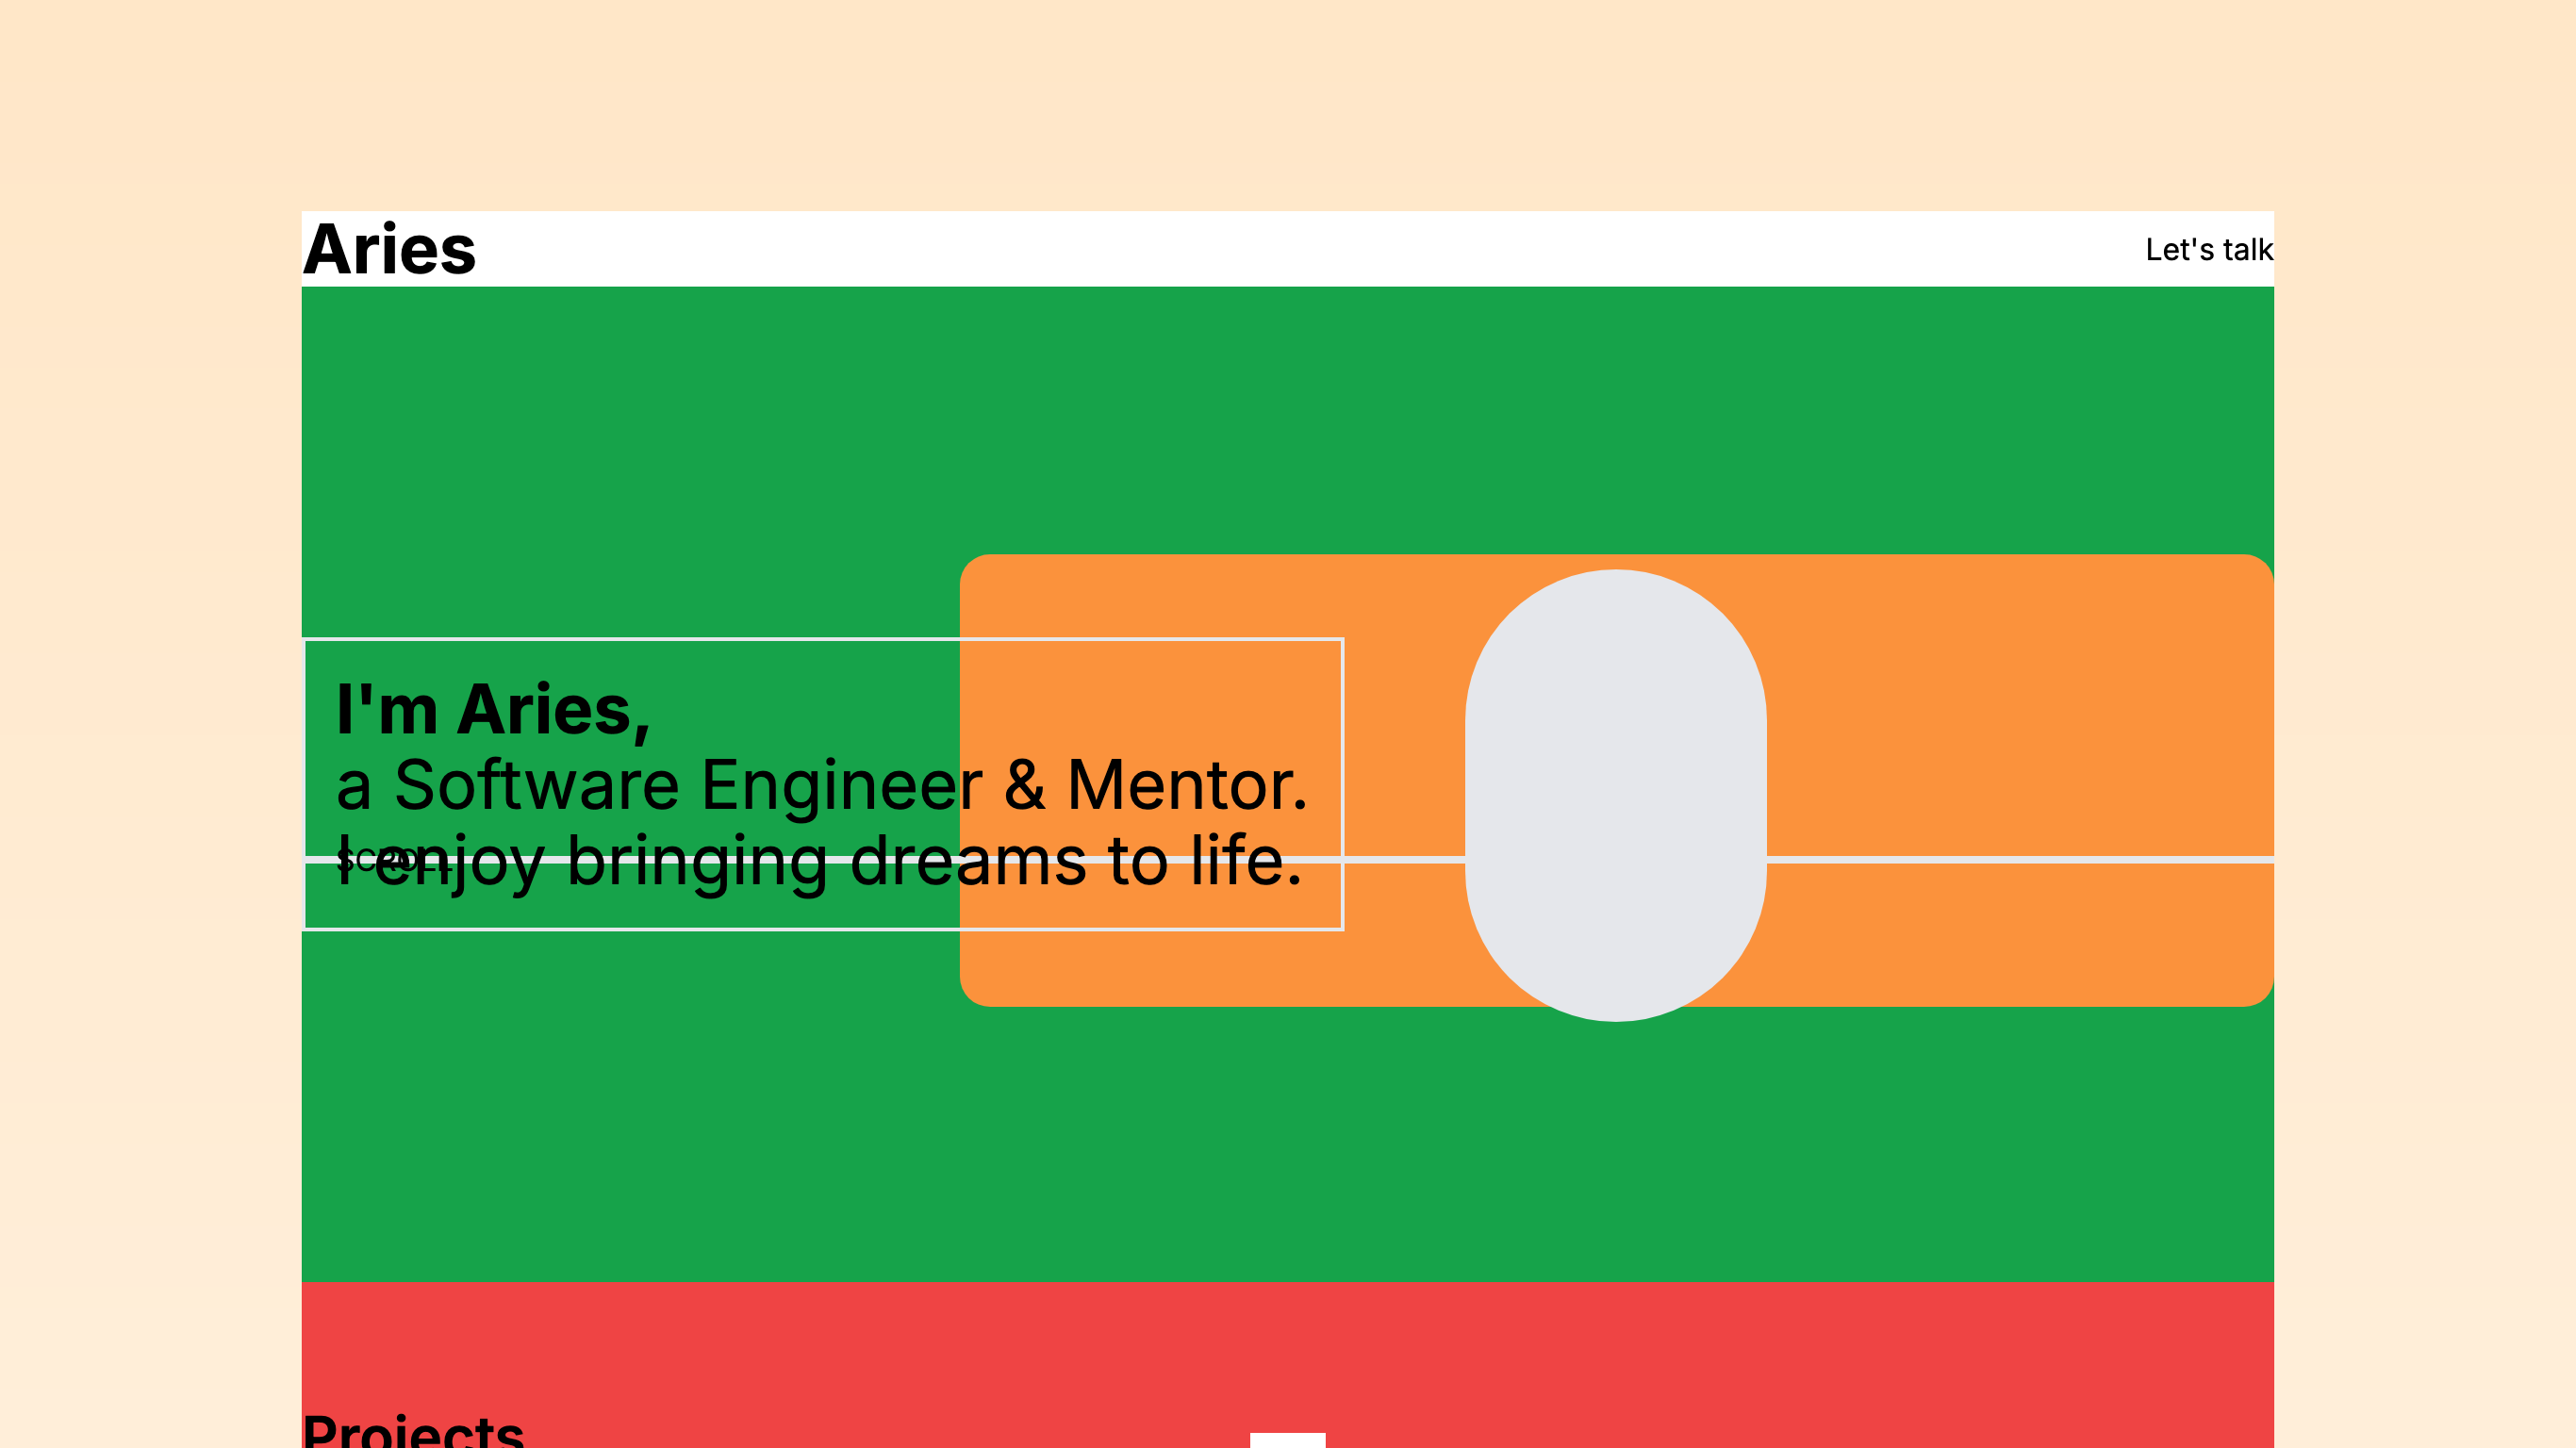 Aries
Let's talk
I'm Aries,
a Software Engineer & Mentor.
I enjoy bringing dreams to life.
SCROLL
Projects